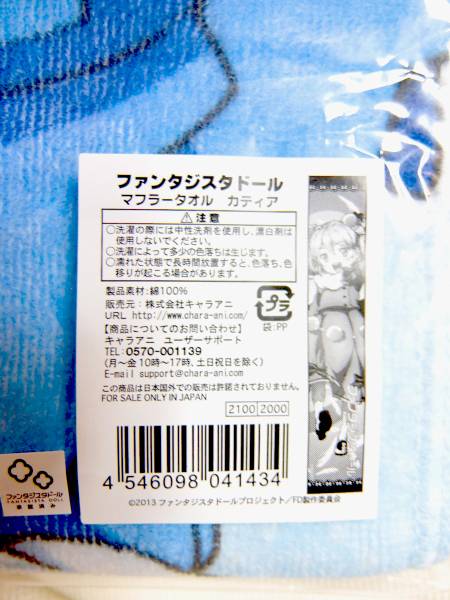 ファンタジスタドール
マフラータオル　カティア
⚠注意
○洗濯の際には中性洗剤を使用し、漂白剤は
使用しないでください。
○洗濯によって多少の色落ちは生じます。
○濡れた状態で長時間放置すると、色落ち、色
移りが起こる場合があります。
製品素材:綿100%
販売元：株式会社キャラアニ
URL http://www.chara-ani.com/
【商品についてのお問い合わせ】
キャラアニ ユーザーサポート
TEL:0570-001139
(月～金10時～17時、土日祝日を除く)
E-mail support@chara-ani.com
プラ
袋:PP
この商品は日本国外での販売は許諾されておりません。
FOR SALE ONLY IN JAPAN
2100 2000
4 546098 041434
©2013 ファンタジスタドールプロジェクト/FD製作委員会
ファンタジスタドール
FANTASISTA DOLL
承認済み